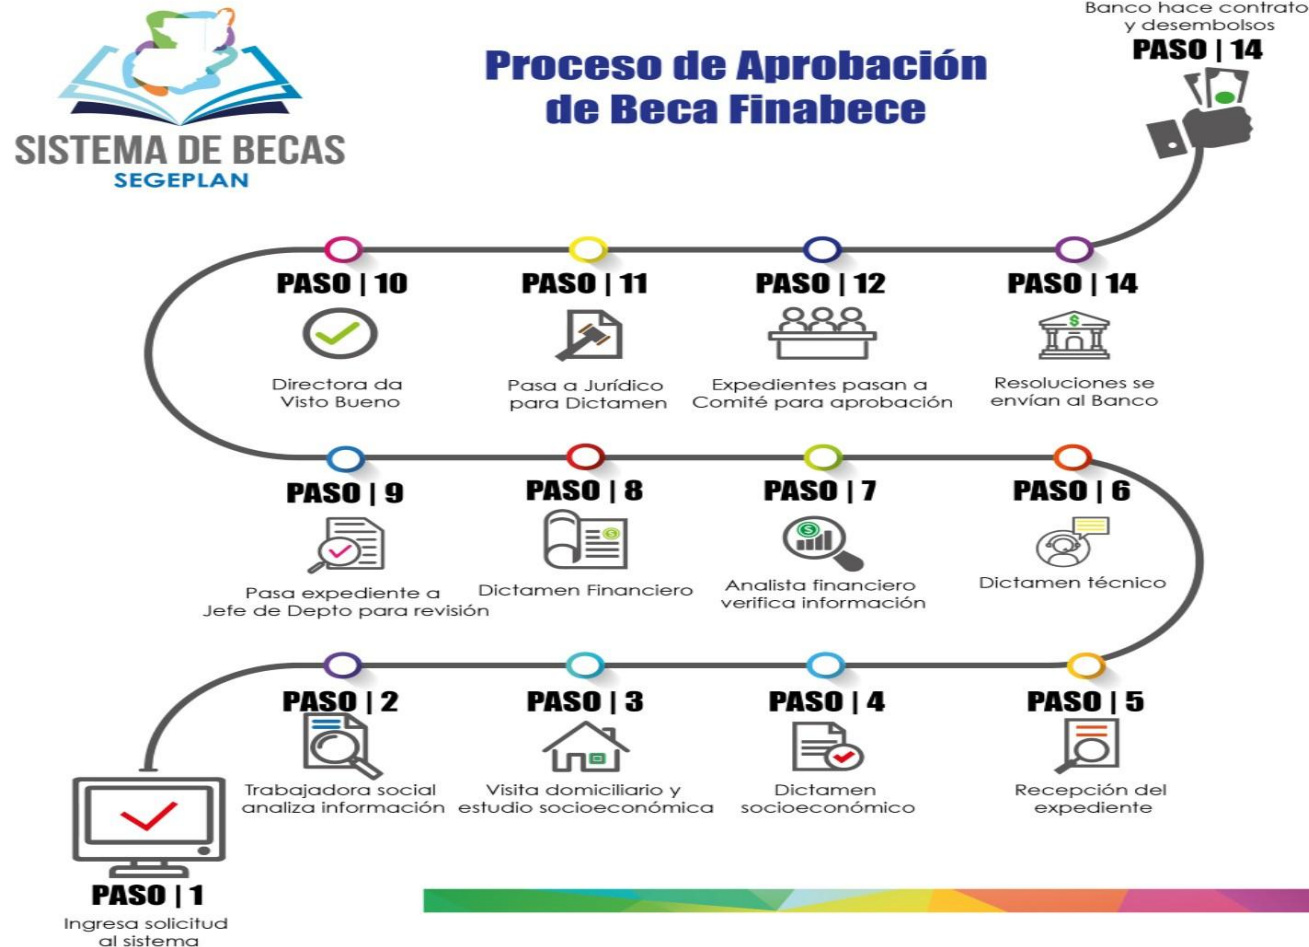 SISTEMA DE BECAS
SEGEPLAN
Proceso de Aprobación
de Beca Finabece
Banco hace contrato
y desembolsos
PASO | 14
PASO | 10
Directora da
Visto Bueno
PASO | 11
Pasa a Jurídico
para Dictamen
PASO | 12
Expedientes pasan a
Comité para aprobación
PASO | 14
Resoluciones se
envían al Banco
PASO | 9
Pasa expediente a
Jefe de Depto para revisión
PASO | 8
Dictamen Financiero
PASO | 7
Analista financiero
verifica información
PASO | 6
Dictamen técnico
PASO | 2
Trabajadora social
analiza información
PASO | 3
Visita domiciliario y
estudio socioeconómica
PASO | 4
Dictamen
socioeconómico
PASO | 5
Recepción del
expediente
PASO | 1
Ingresa solicitud
al sistema